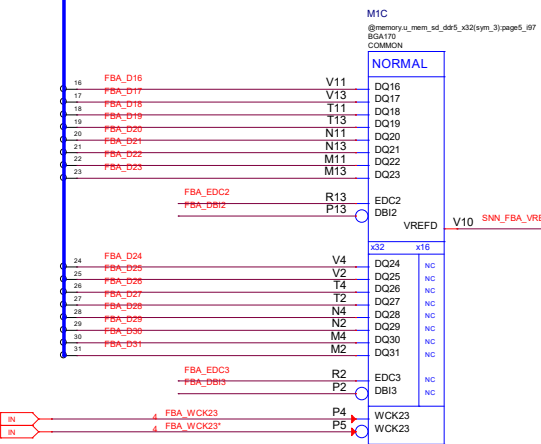 M1C
@memory.u_mem_sd_ddr5_x32(sym_3):page5_i97
BGA170
COMMON
NORMAL
16 FBA_D16 V11 DQ16
17 FBA_D17 V13 DQ17
18 FBA_D18 T11 DQ18
19 FBA_D19 T13 DQ19
20 FBA_D20 N11 DQ20
21 FBA_D21 N13 DQ21
22 FBA_D22 M11 DQ22
23 FBA_D23 M13 DQ23
FBA_EDC2 R13 EDC2
FBA_DBI2 P13 DBI2
VREFD V10 SNN_FBA_VRE
x32 x16
24 FBA_D24 V4 DQ24 NC
25 FBA_D25 V2 DQ25 NC
26 FBA_D26 T4 DQ26 NC
27 FBA_D27 T2 DQ27 NC
28 FBA_D28 N4 DQ28 NC
29 FBA_D29 N2 DQ29 NC
30 FBA_D30 M4 DQ30 NC
31 FBA_D31 M2 DQ31 NC
FBA_EDC3 R2 EDC3 NC
FBA_DBI3 P2 DBI3 NC
IN 4 FBA_WCK23 P4 WCK23
IN 4 FBA_WCK23* P5 WCK23